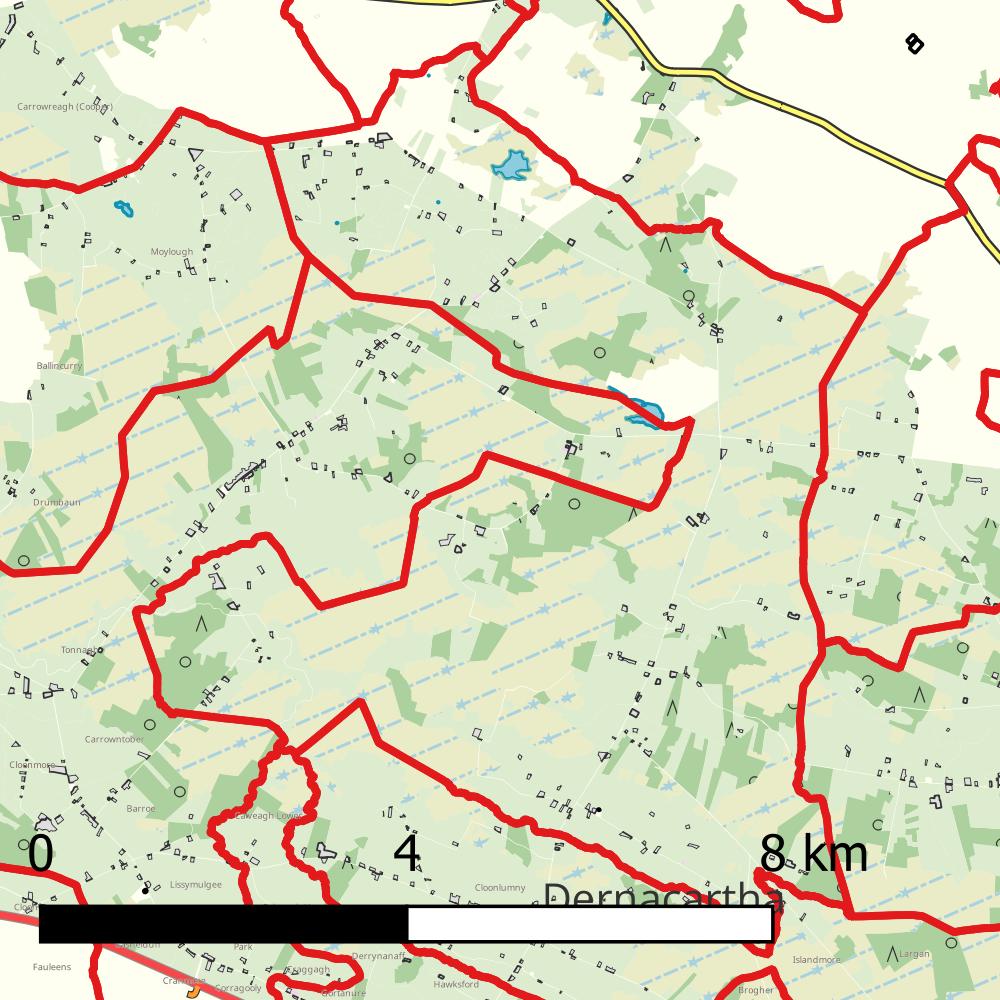 Carrowreagh (Cooper)
Moylough
Ballincurry
Drumbaun
Tonnagh
Carrowntober
Cloonmore
Barroe
Laweagh Lower
0 4 8 km
Lissymulgee
Cloonlumny
Dernacartha
Park
Derrynanaff
Largan
Islandmore
Fauleens
Hawksford
Corragooly
Gortanure
Brogher